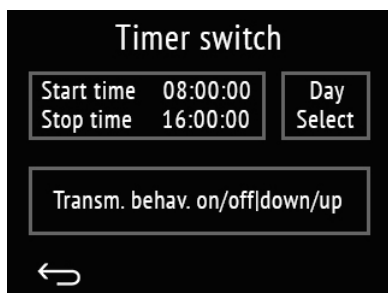 Timer switch
Start time 08:00:00
Stop time 16:00:00
Day
Select
Transm. behav. on/off|down/up